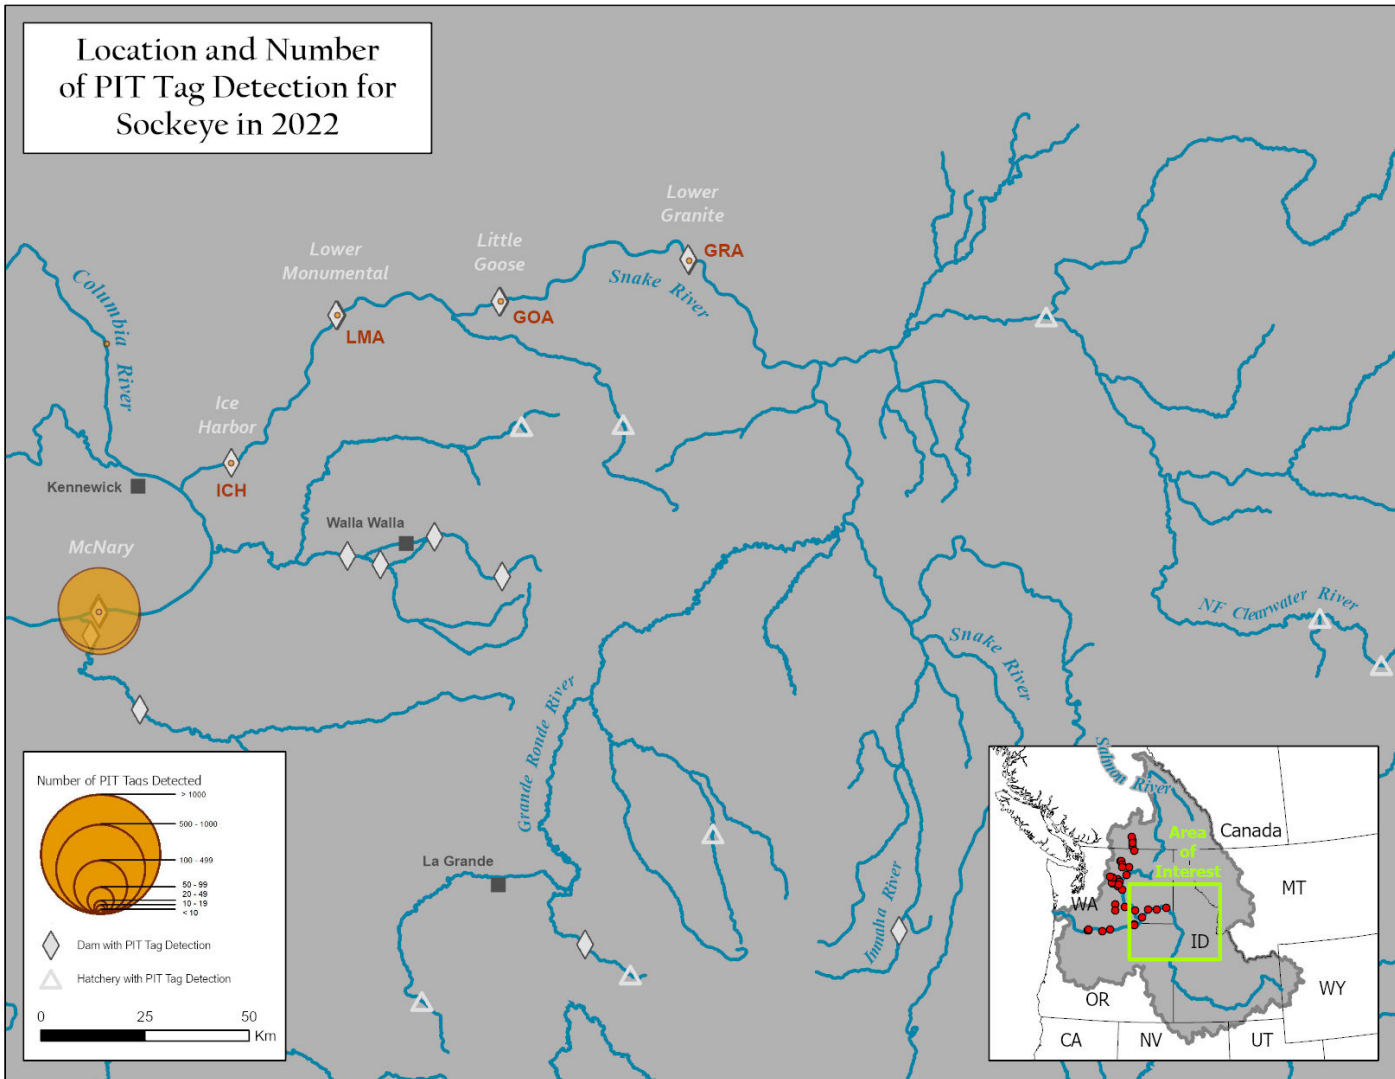 Location and Number
of PIT Tag Detection for
Sockeye in 2022
Lower
Granite
GRA
Little
Goose
GOA
Lower
Monumental
LMA
Snake River
Columbia River
Ice
Harbor
ICH
Kennewick
Walla Walla
McNary
NF Clearwater River
Snake River
Grande Ronde River
Salmon River
La Grande
Imnaha River
Number of PIT Tags Detected
> 1000
500 - 1000
100 - 499
50 - 99
20 - 49
10 - 19
< 10
Dam with PIT Tag Detection
Hatchery with PIT Tag Detection
0 25 50
Km
Area
of
Interest
Canada
WA
MT
ID
OR
WY
CA
NV
UT